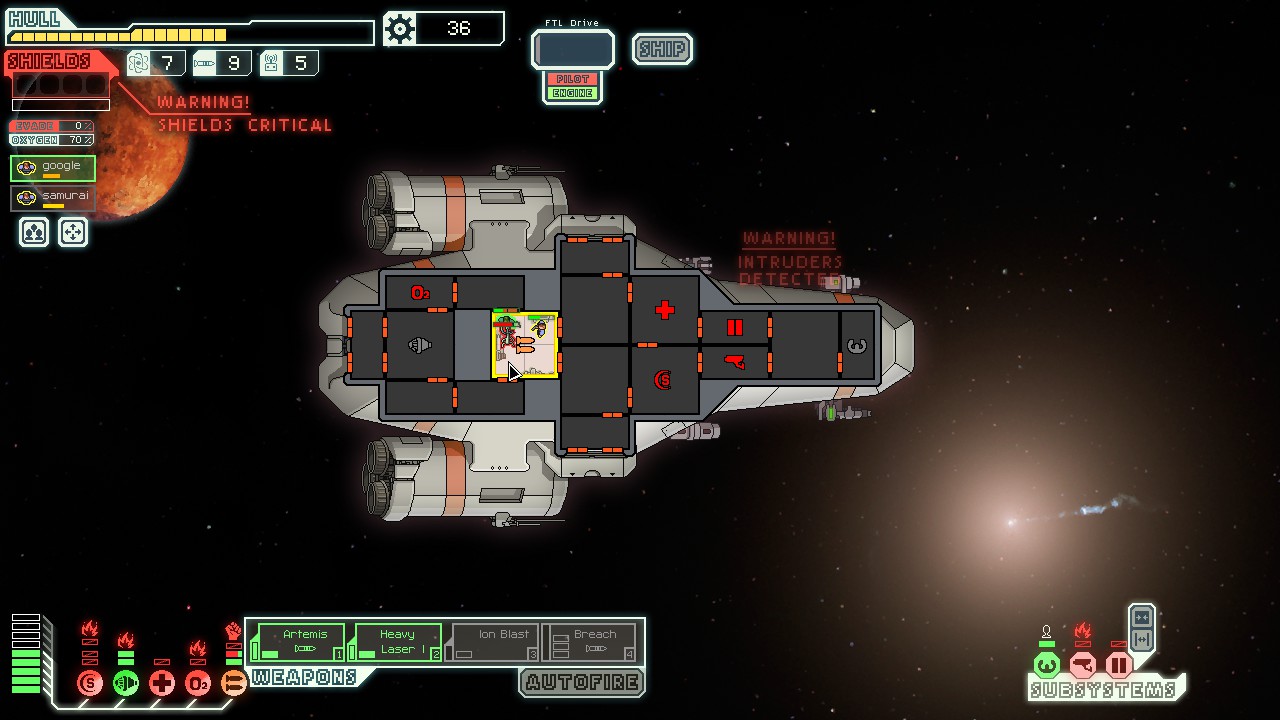 HULL
36
FTL Drive
SHIP
SHIELDS
7
9
5
PILOT
ENGINE
WARNING!
SHIELDS CRITICAL
EVADE 0%
OXYGEN 70%
google
samurai
WARNING!
INTRUDERS
DETECTED
O2
S
Artemis
1
Heavy
Laser I
2
Ion Blast
3
Breach
4
S
O2
WEAPONS
AUTOFIRE
SUBSYSTEMS